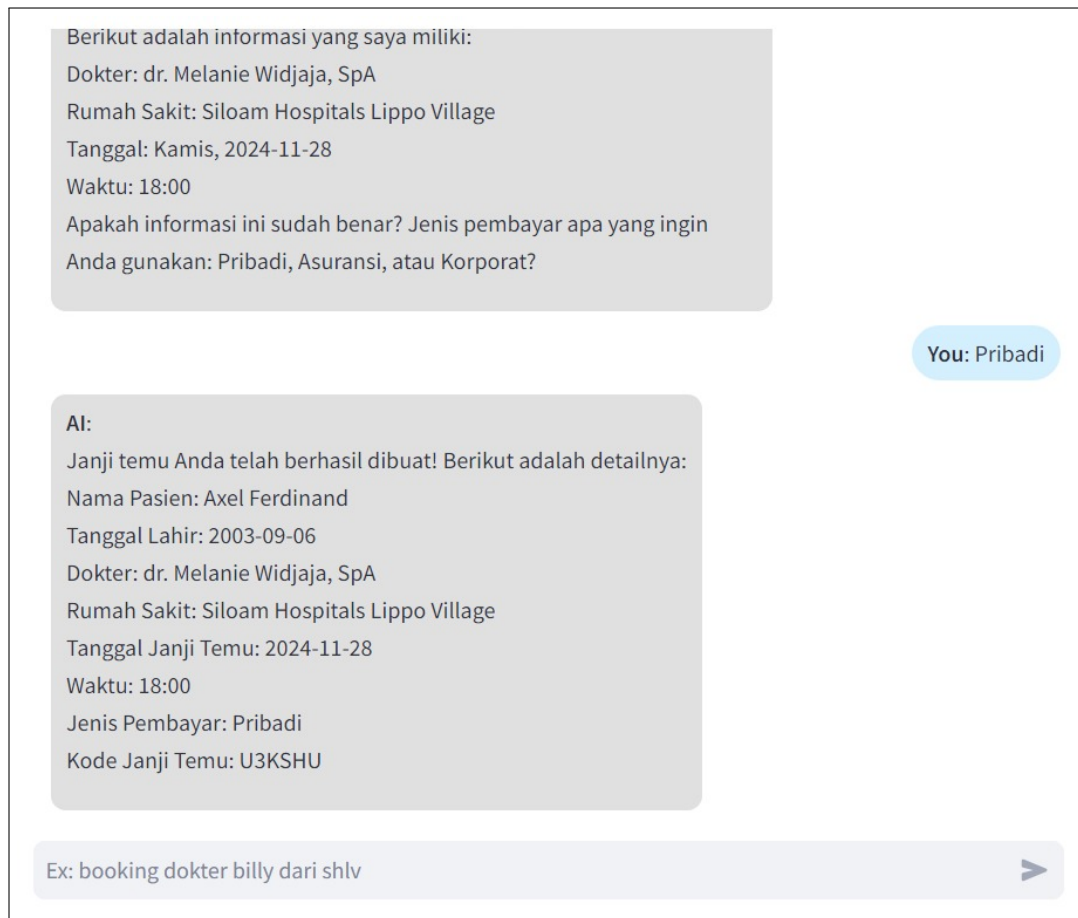 Berikut adalah informasi yang saya miliki:
Dokter: dr. Melanie Widjaja, SpA
Rumah Sakit: Siloam Hospitals Lippo Village
Tanggal: Kamis, 2024-11-28
Waktu: 18:00
Apakah informasi ini sudah benar? Jenis pembayar apa yang ingin
Anda gunakan: Pribadi, Asuransi, atau Korporat?
You: Pribadi
AI:
Janji temu Anda telah berhasil dibuat! Berikut adalah detailnya:
Nama Pasien: Axel Ferdinand
Tanggal Lahir: 2003-09-06
Dokter: dr. Melanie Widjaja, SpA
Rumah Sakit: Siloam Hospitals Lippo Village
Tanggal Janji Temu: 2024-11-28
Waktu: 18:00
Jenis Pembayar: Pribadi
Kode Janji Temu: U3KSHU
Ex: booking dokter billy dari shlv